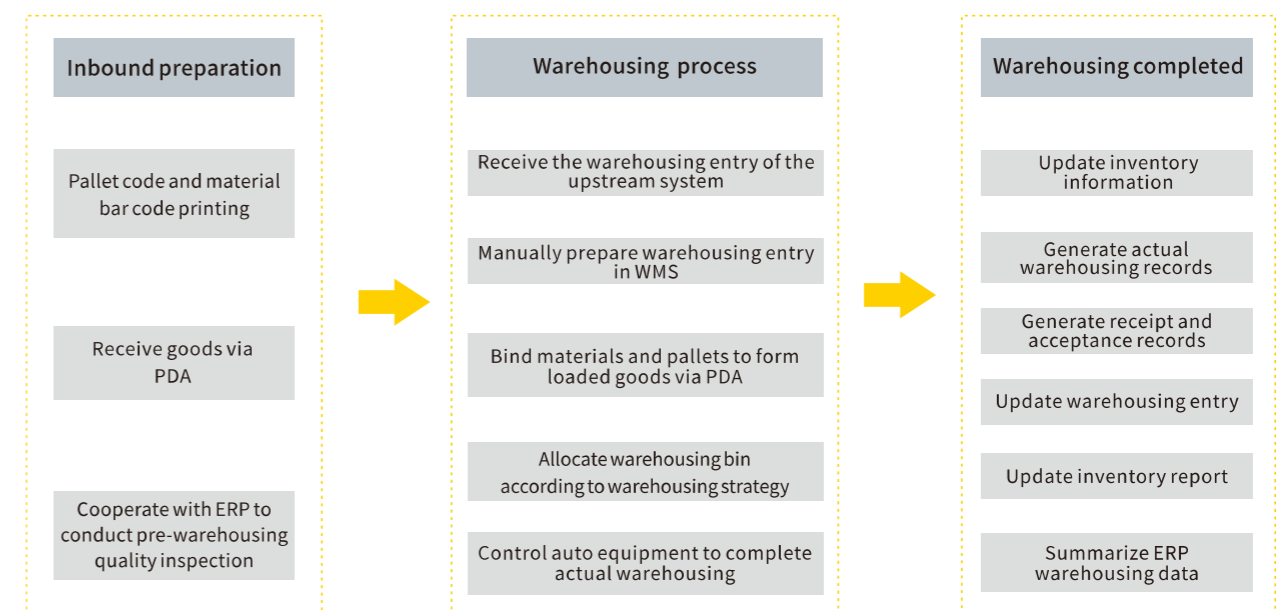 Inbound preparation
Pallet code and material
bar code printing
Receive goods via
PDA
Cooperate with ERP to
conduct pre-warehousing
quality inspection
Warehousing process
Receive the warehousing entry of the
upstream system
Manually prepare warehousing entry
in WMS
Bind materials and pallets to form
loaded goods via PDA
Allocate warehousing bin
according to warehousing strategy
Control auto equipment to complete
actual warehousing
Warehousing completed
Update inventory
information
Generate actual
warehousing records
Generate receipt and
acceptance records
Update warehousing entry
Update inventory report
Summarize ERP
warehousing data